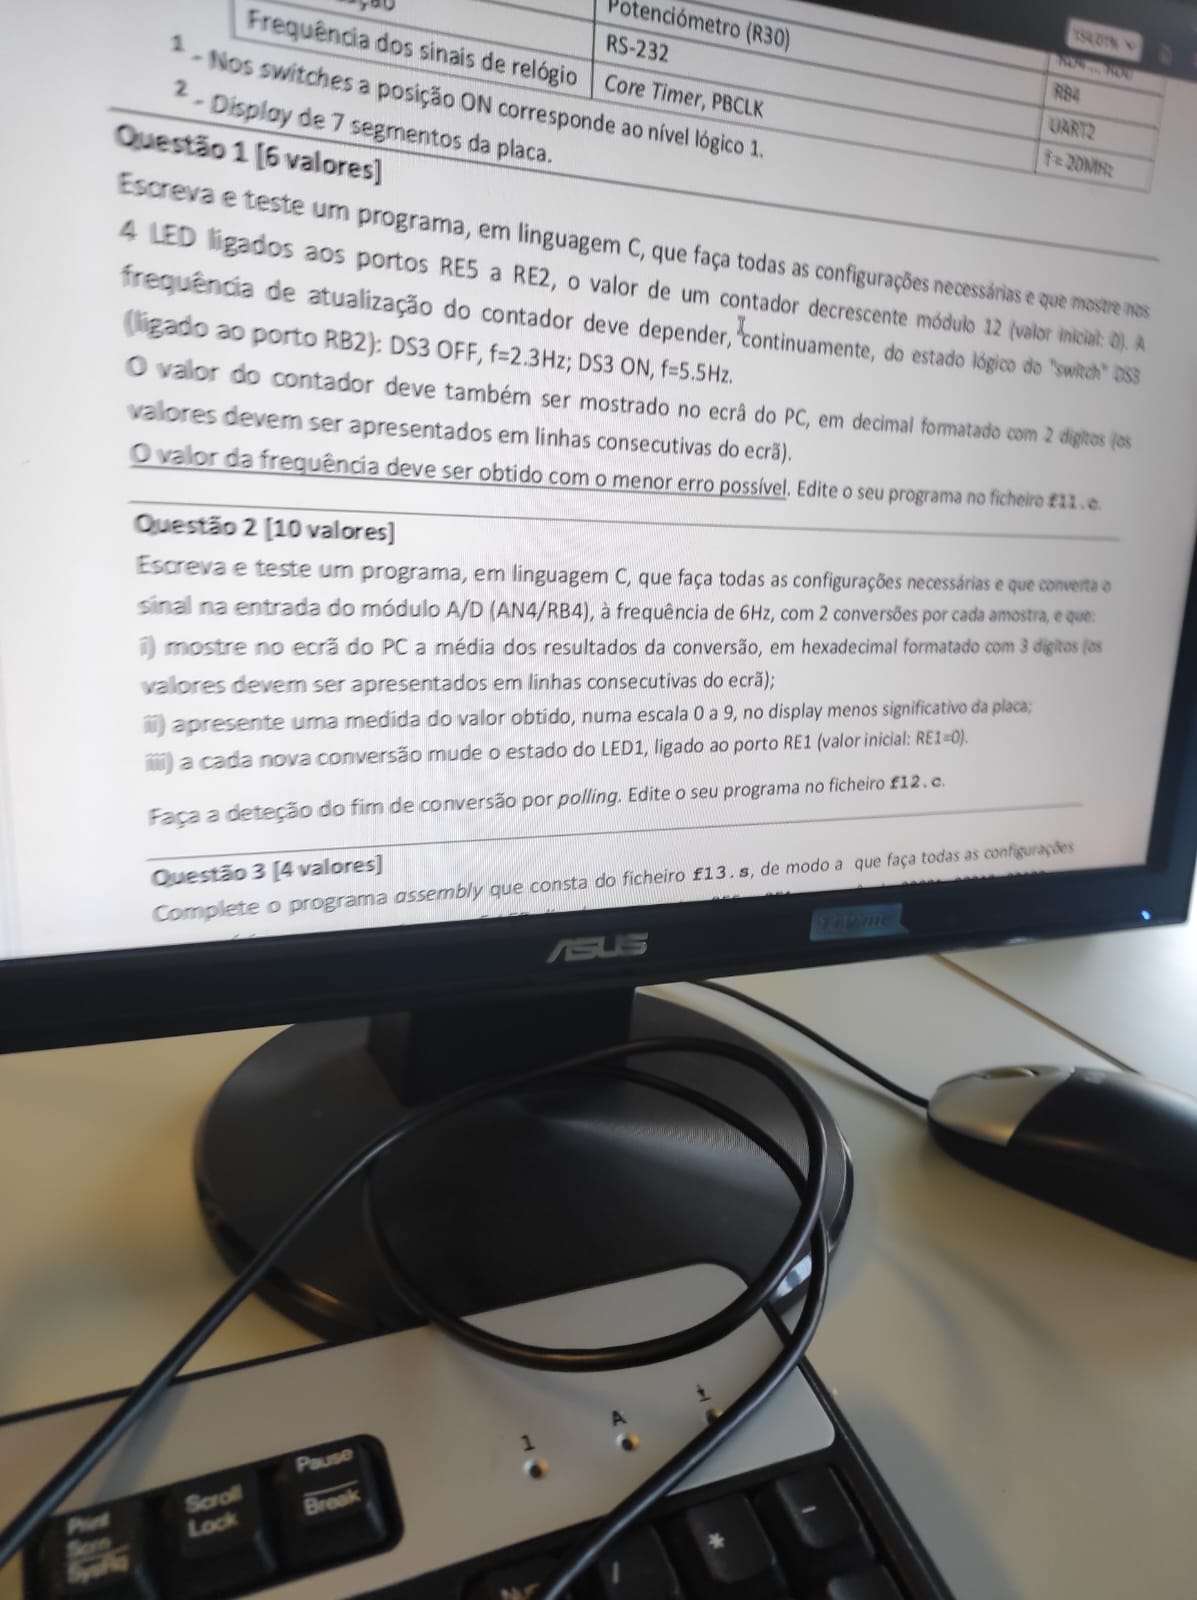 Potenciómetro (R30)
Frequência dos sinais de relógio
RS-232
Core Timer, PBCLK
RB4
UART2
f = 20MHz
1 - Nos switches a posição ON corresponde ao nível lógico 1.
2 - Display de 7 segmentos da placa.
Questão 1 [6 valores]
Escreva e teste um programa, em linguagem C, que faça todas as configurações necessárias e que mostre nos
4 LED ligados aos portos RE5 a RE2, o valor de um contador decrescente módulo 12 (valor inicial: 0). A
frequência de atualização do contador deve depender, continuamente, do estado lógico do "switch" DS3
(ligado ao porto RB2): DS3 OFF, f=2.3Hz; DS3 ON, f=5.5Hz.
O valor do contador deve também ser mostrado no ecrâ do PC, em decimal formatado com 2 dígitos (os
valores devem ser apresentados em linhas consecutivas do ecrã).
O valor da frequência deve ser obtido com o menor erro possível. Edite o seu programa no ficheiro f11.c.
Questão 2 [10 valores]
Escreva e teste um programa, em linguagem C, que faça todas as configurações necessárias e que converta o
sinal na entrada do módulo A/D (AN4/RB4), à frequência de 6Hz, com 2 conversões por cada amostra, e que:
i) mostre no ecrã do PC a média dos resultados da conversão, em hexadecimal formatado com 3 dígitos (os
valores devem ser apresentados em linhas consecutivas do ecrã);
ii) apresente uma medida do valor obtido, numa escala 0 a 9, no display menos significativo da placa;
iii) a cada nova conversão mude o estado do LED1, ligado ao porto RE1 (valor inicial: RE1=0).
Faça a deteção do fim de conversão por polling. Edite o seu programa no ficheiro f12.c.
Questão 3 [4 valores]
Complete o programa assembly que consta do ficheiro f13.s, de modo a que faça todas as configurações
ASUS
1
A
Pause
Break
Scroll
Lock
Print
Scrn
SysRq
*
-
/